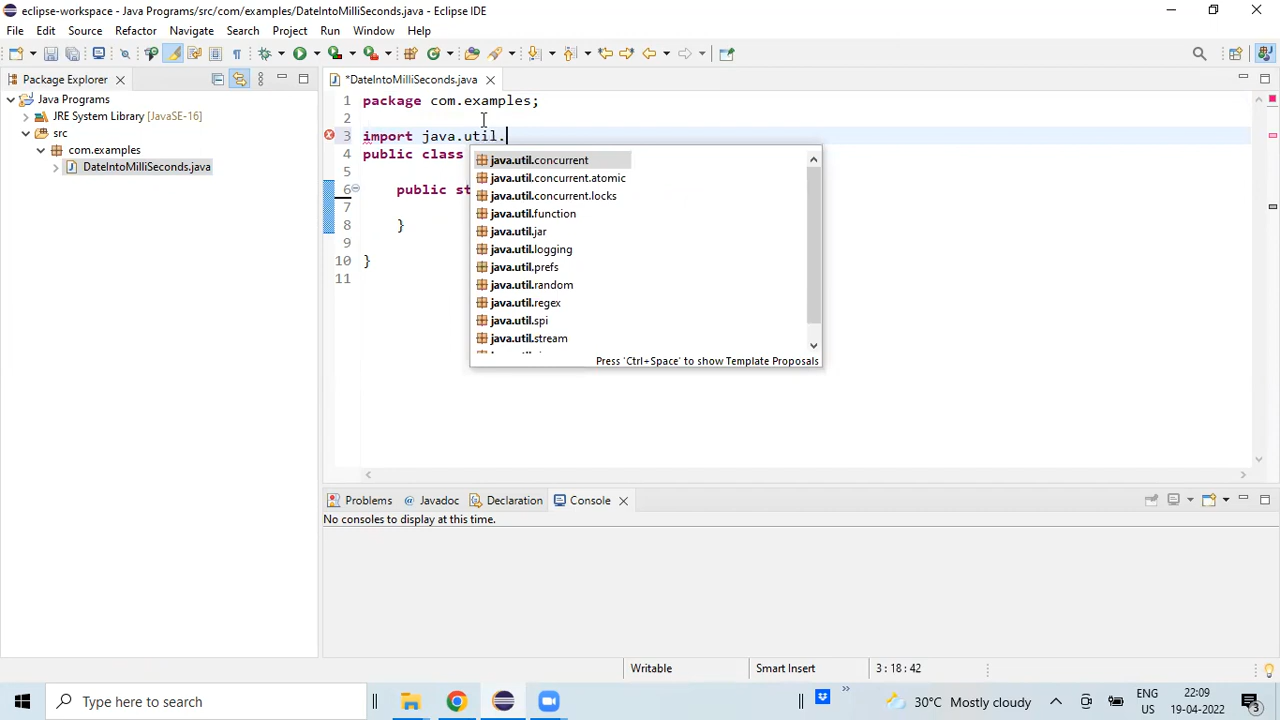 eclipse-workspace - Java Programs/src/com/examples/DateIntoMilliSeconds.java - Eclipse IDE
File Edit Source Refactor Navigate Search Project Run Window Help
Package Explorer
*DateIntoMilliSeconds.java
Java Programs
JRE System Library [JavaSE-16]
src
com.examples
DateIntoMilliSeconds.java
1 package com.examples;
2
3 import java.util.
4 public class
5
6 public st
7
8 }
9
10 }
11
java.util.concurrent
java.util.concurrent.atomic
java.util.concurrent.locks
java.util.function
java.util.jar
java.util.logging
java.util.prefs
java.util.random
java.util.regex
java.util.spi
java.util.stream
Press 'Ctrl+Space' to show Template Proposals
Problems @ Javadoc Declaration Console
No consoles to display at this time.
Writable Smart Insert 3 : 18 : 42
Type here to search
30°C Mostly cloudy
ENG
US
22:09
19-04-2022
3